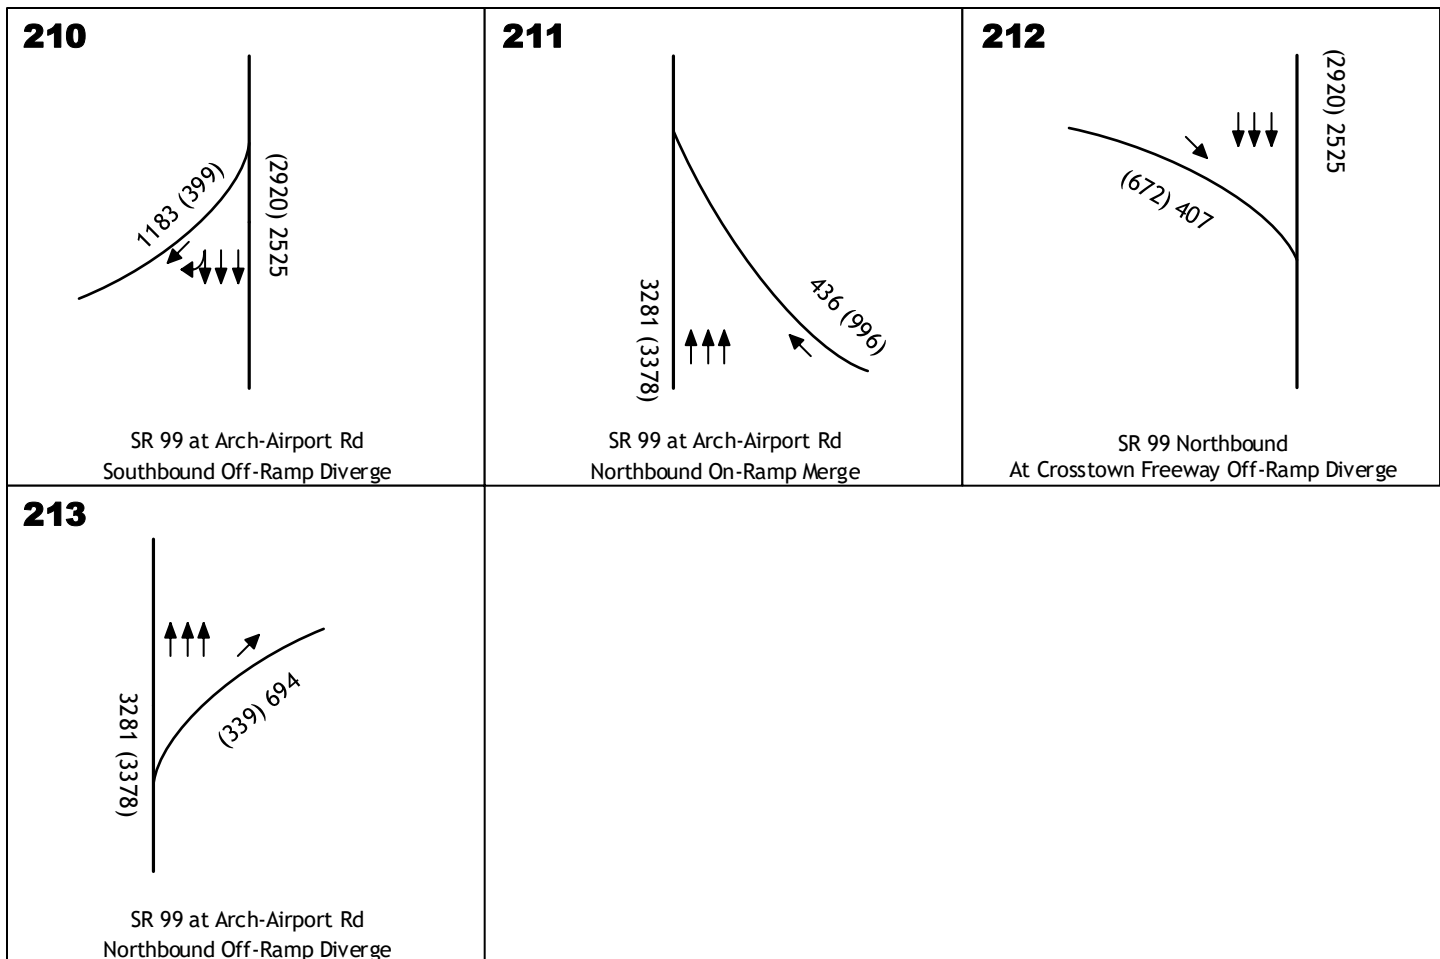 210
1183 (399)
(2920) 2525
SR 99 at Arch-Airport Rd
Southbound Off-Ramp Diverge
211
3281 (3378)
436 (996)
SR 99 at Arch-Airport Rd
Northbound On-Ramp Merge
212
(672) 407
(2920) 2525
SR 99 Northbound
At Crosstown Freeway Off-Ramp Diverge
213
3281 (3378)
(339) 694
SR 99 at Arch-Airport Rd
Northbound Off-Ramp Diverge